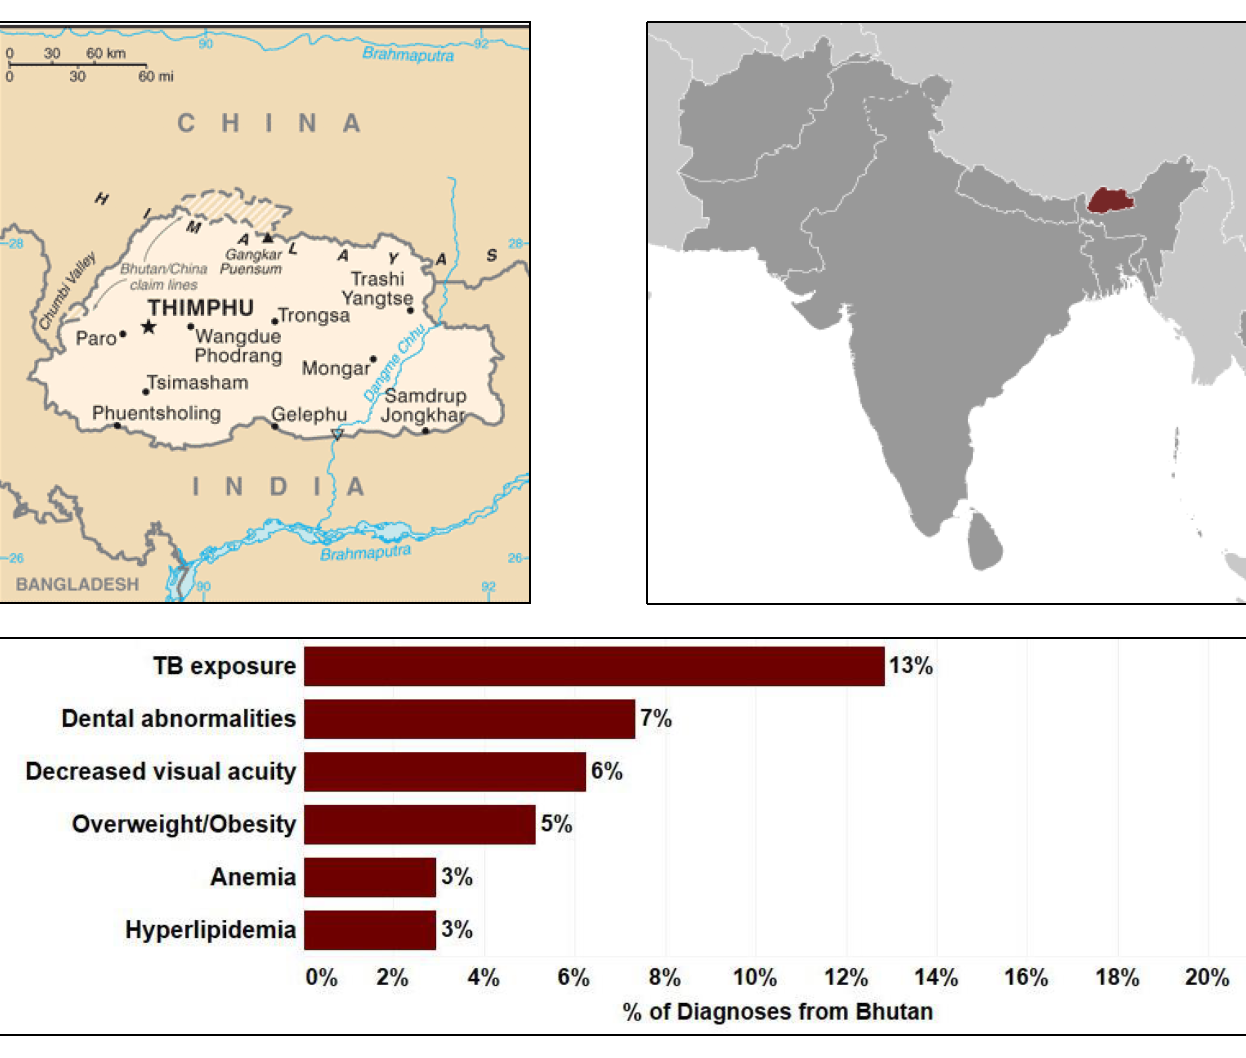 90
92
Brahmaputra
0 30 60 km
0 30 60 mi
CHINA
HIMALAYAS
28
28
Gangkar
Puensum
Bhutan/China
claim lines
Chumbi Valley
Trashi
Yangtse
THIMPHU
Trongsa
Paro
Wangdue
Phodrang
Mongar
Dangme Chhu
Tsimasham
Samdrup
Jongkhar
Phuentsholing
Gelephu
INDIA
Brahmaputra
26
26
BANGLADESH
90
92
TB exposure 13%
Dental abnormalities 7%
Decreased visual acuity 6%
Overweight/Obesity 5%
Anemia 3%
Hyperlipidemia 3%
0% 2% 4% 6% 8% 10% 12% 14% 16% 18% 20%
% of Diagnoses from Bhutan